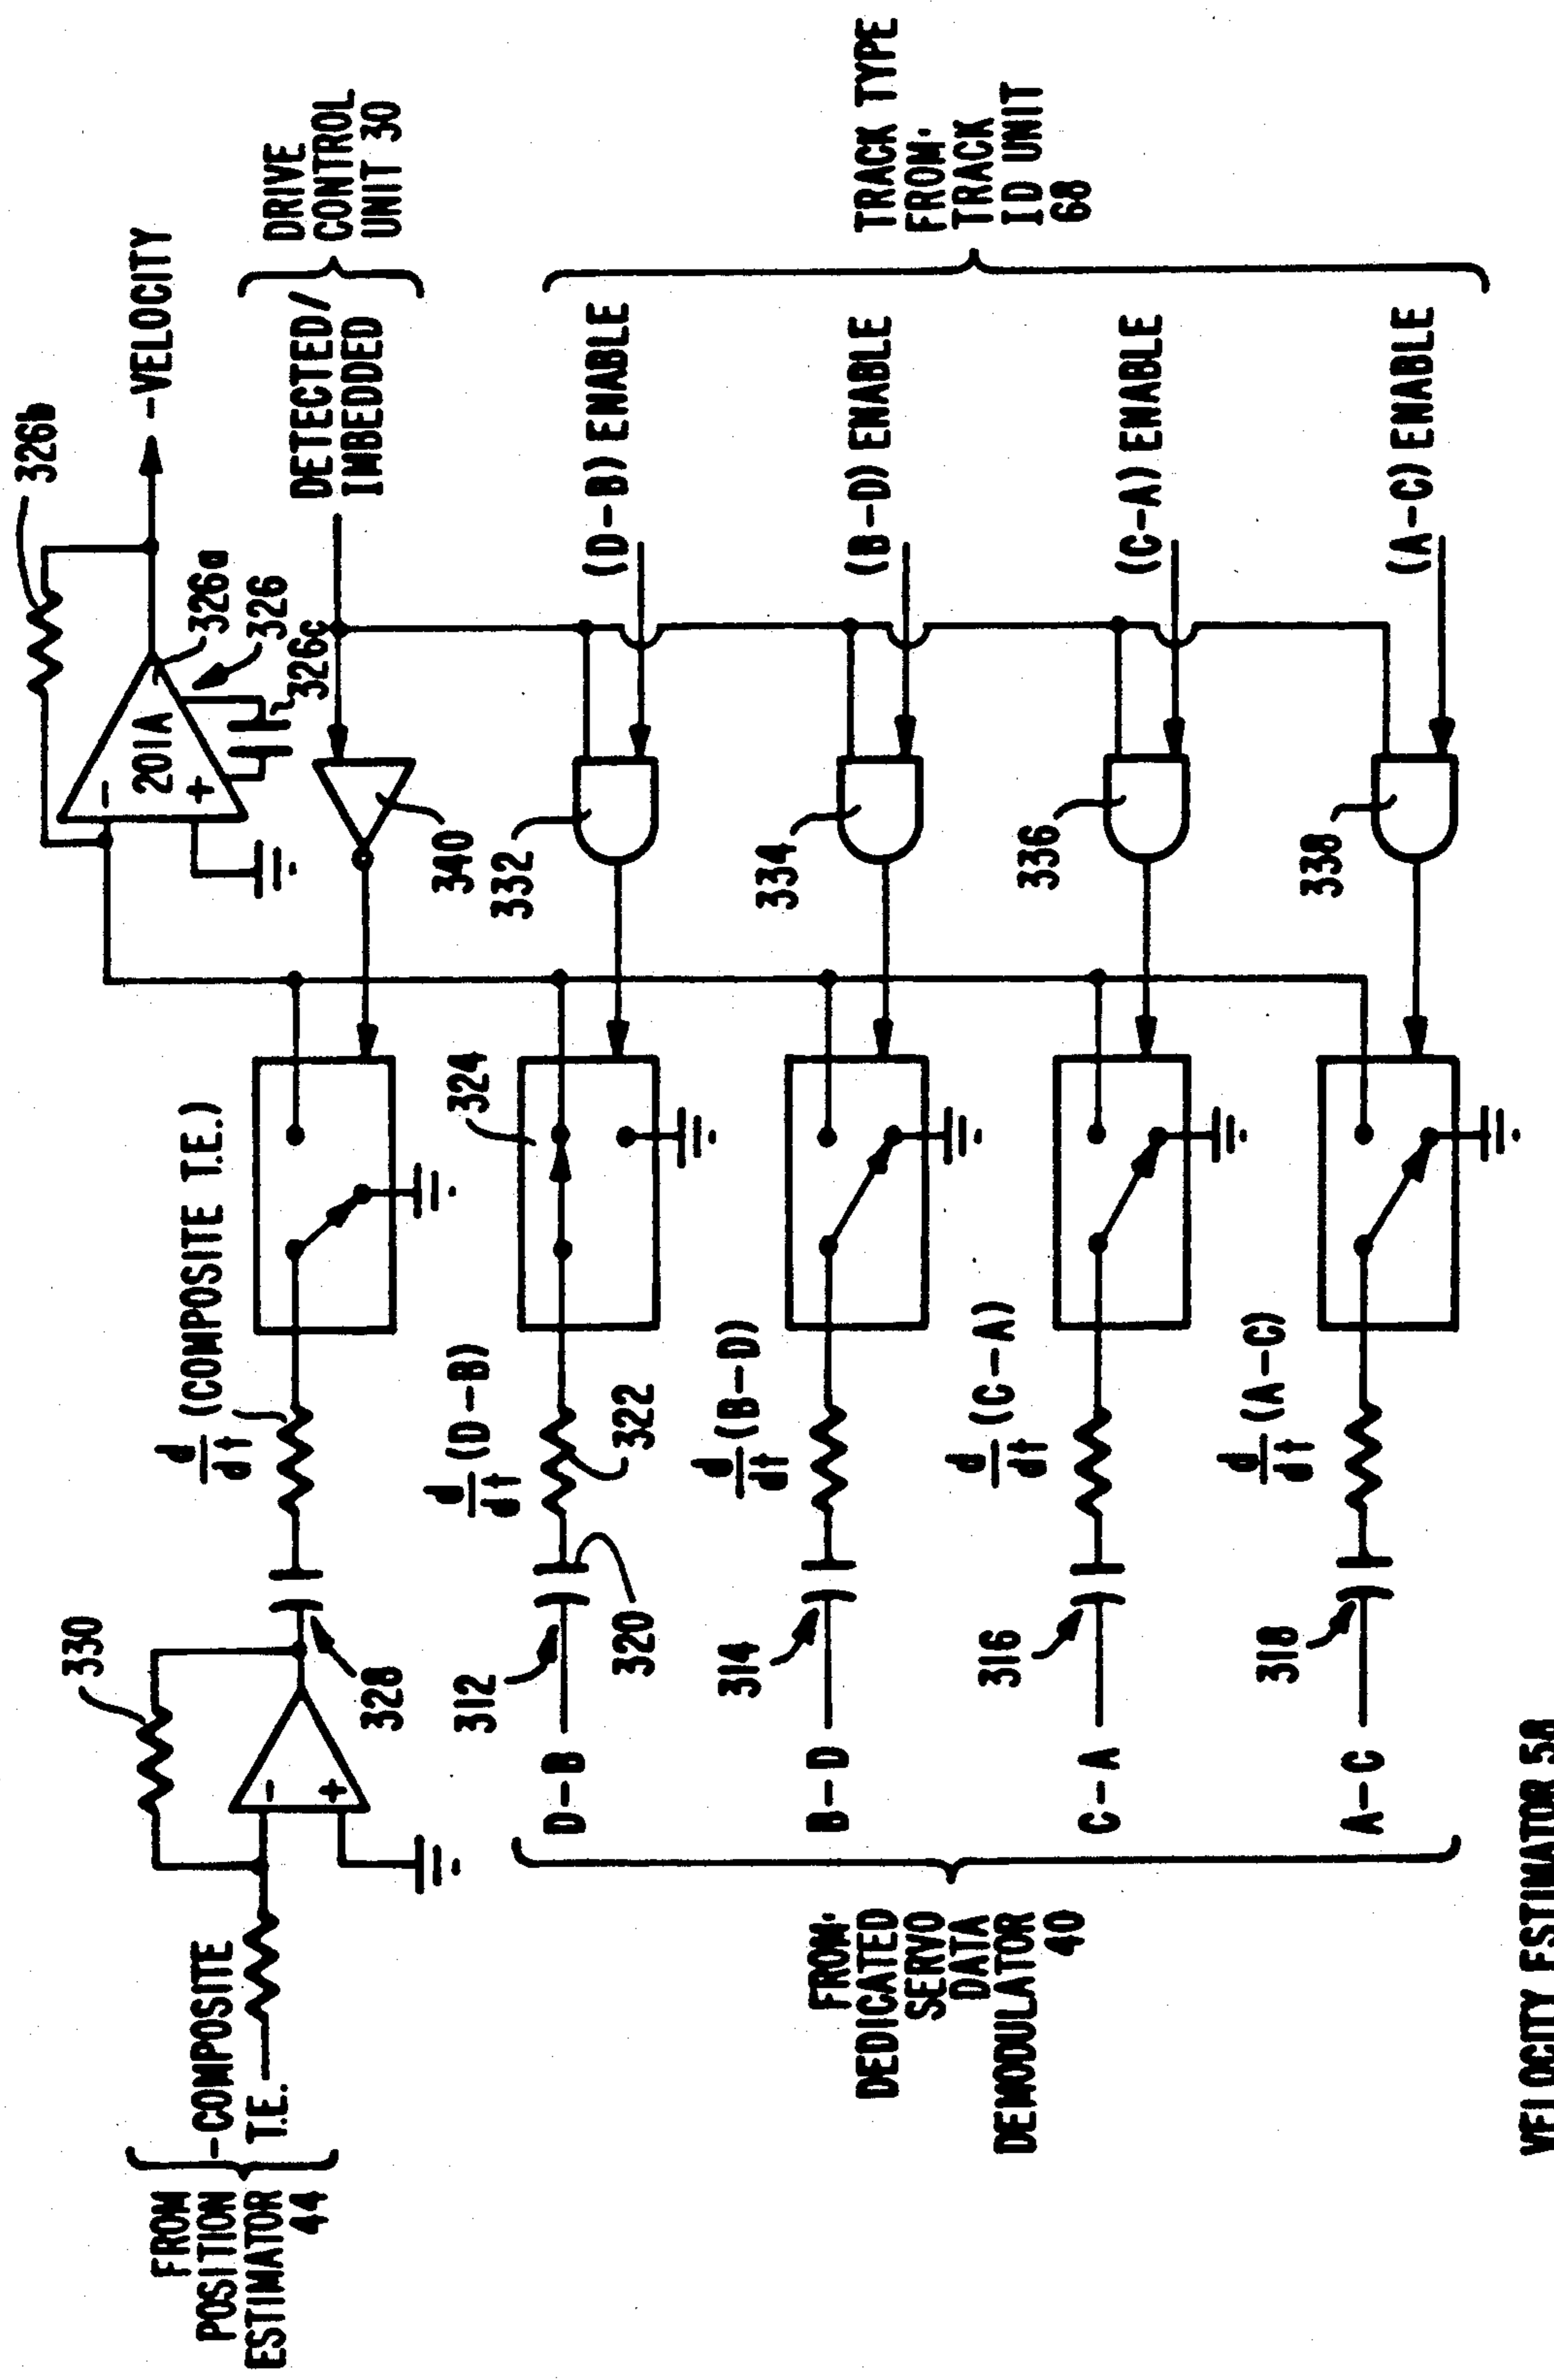 FROM
POSITION
ESTIMATOR
44
-COMPOSITE
T.E.
330
328
d/dt (COMPOSITE T.E.)
326b
-VELOCITY
201A
-
+
-
+
326a
326
326c
DRIVE
CONTROL
UNIT 30
DETECTED/
IMBEDDED
340
FROM:
DEDICATED
SERVO
DATA
DEMODULATOR
40
D-B
312
320
d/dt (D-B)
322
324
332
(D-B) ENABLE
B-D
314
d/dt (B-D)
334
(B-D) ENABLE
C-A
316
d/dt (C-A)
336
(C-A) ENABLE
A-C
318
d/dt (A-C)
338
(A-C) ENABLE
TRACK TYPE
FROM:
TRACK
ID UNIT
68
VELOCITY ESTIMATOR